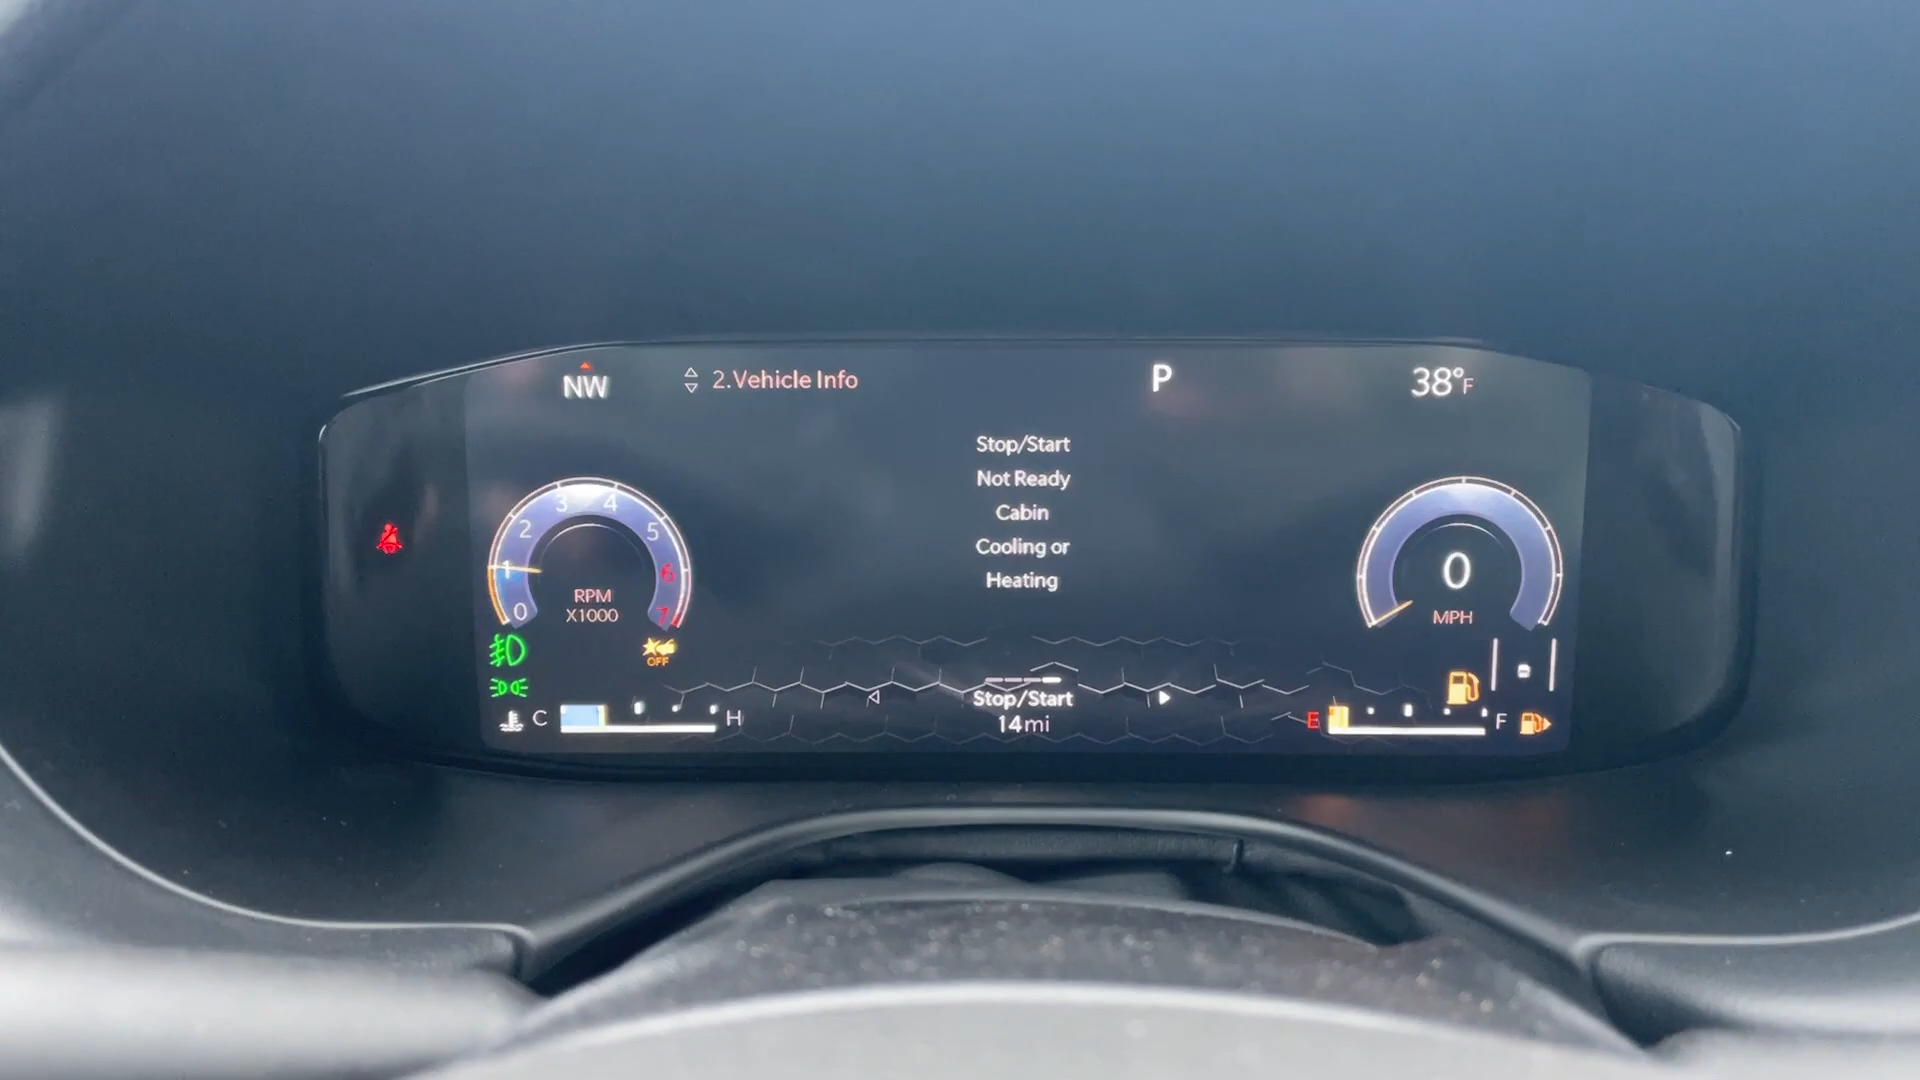 NW
2.Vehicle Info
P
38°F
Stop/Start
Not Ready
Cabin
Cooling or
Heating
0 1 2 3 4 5 6 7
RPM
X1000
0
MPH
OFF
C
H
Stop/Start
14mi
E
F